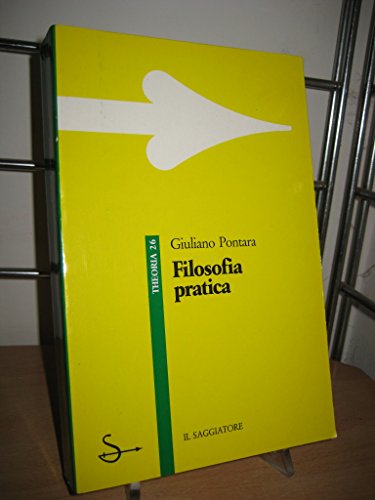 THEORIA 26
Giuliano Pontara
Filosofia
pratica
IL SAGGIATORE